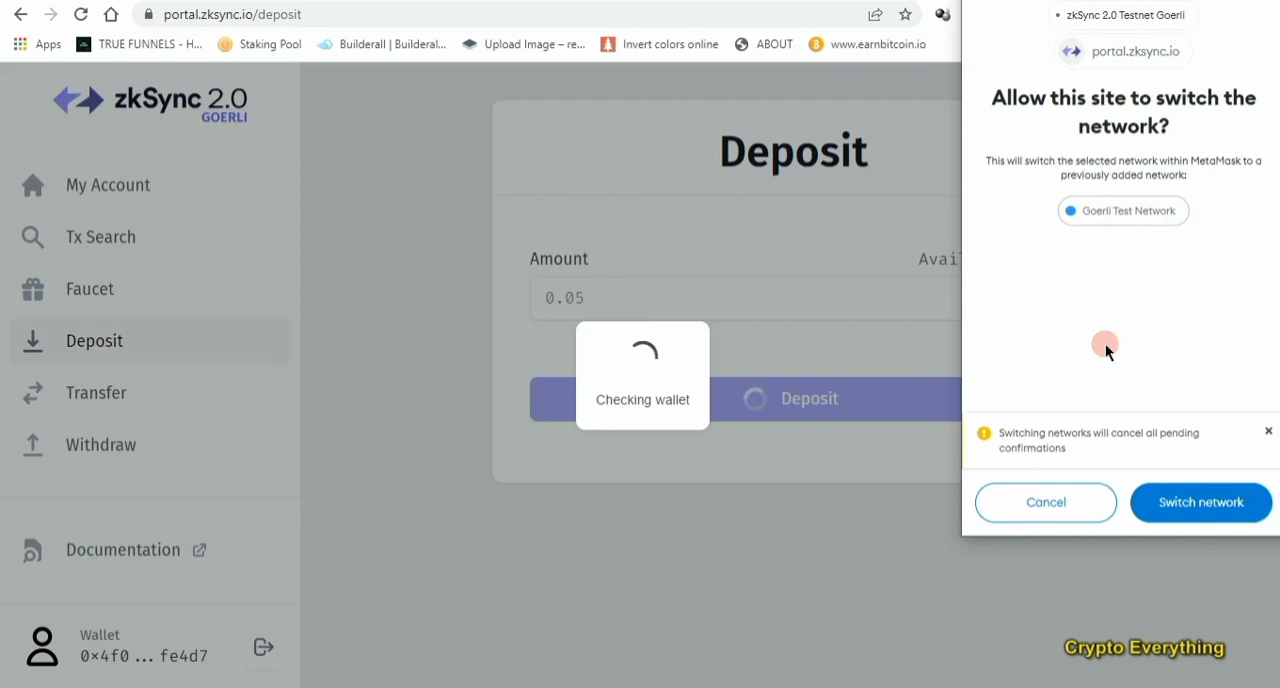 portal.zksync.io/deposit
Apps
TRUE FUNNELS - H...
Staking Pool
Builderall | Builderal...
Upload Image – re...
Invert colors online
ABOUT
www.earnbitcoin.io
zkSync 2.0
GOERLI
My Account
Tx Search
Faucet
Deposit
Transfer
Withdraw
Documentation
Wallet
0×4f0 ... fe4d7
Deposit
Amount
Avai
0.05
Checking wallet
Deposit
zkSync 2.0 Testnet Goerli
portal.zksync.io
Allow this site to switch the
network?
This will switch the selected network within MetaMask to a
previously added network:
Goerli Test Network
Switching networks will cancel all pending
confirmations
Cancel
Switch network
Crypto Everything